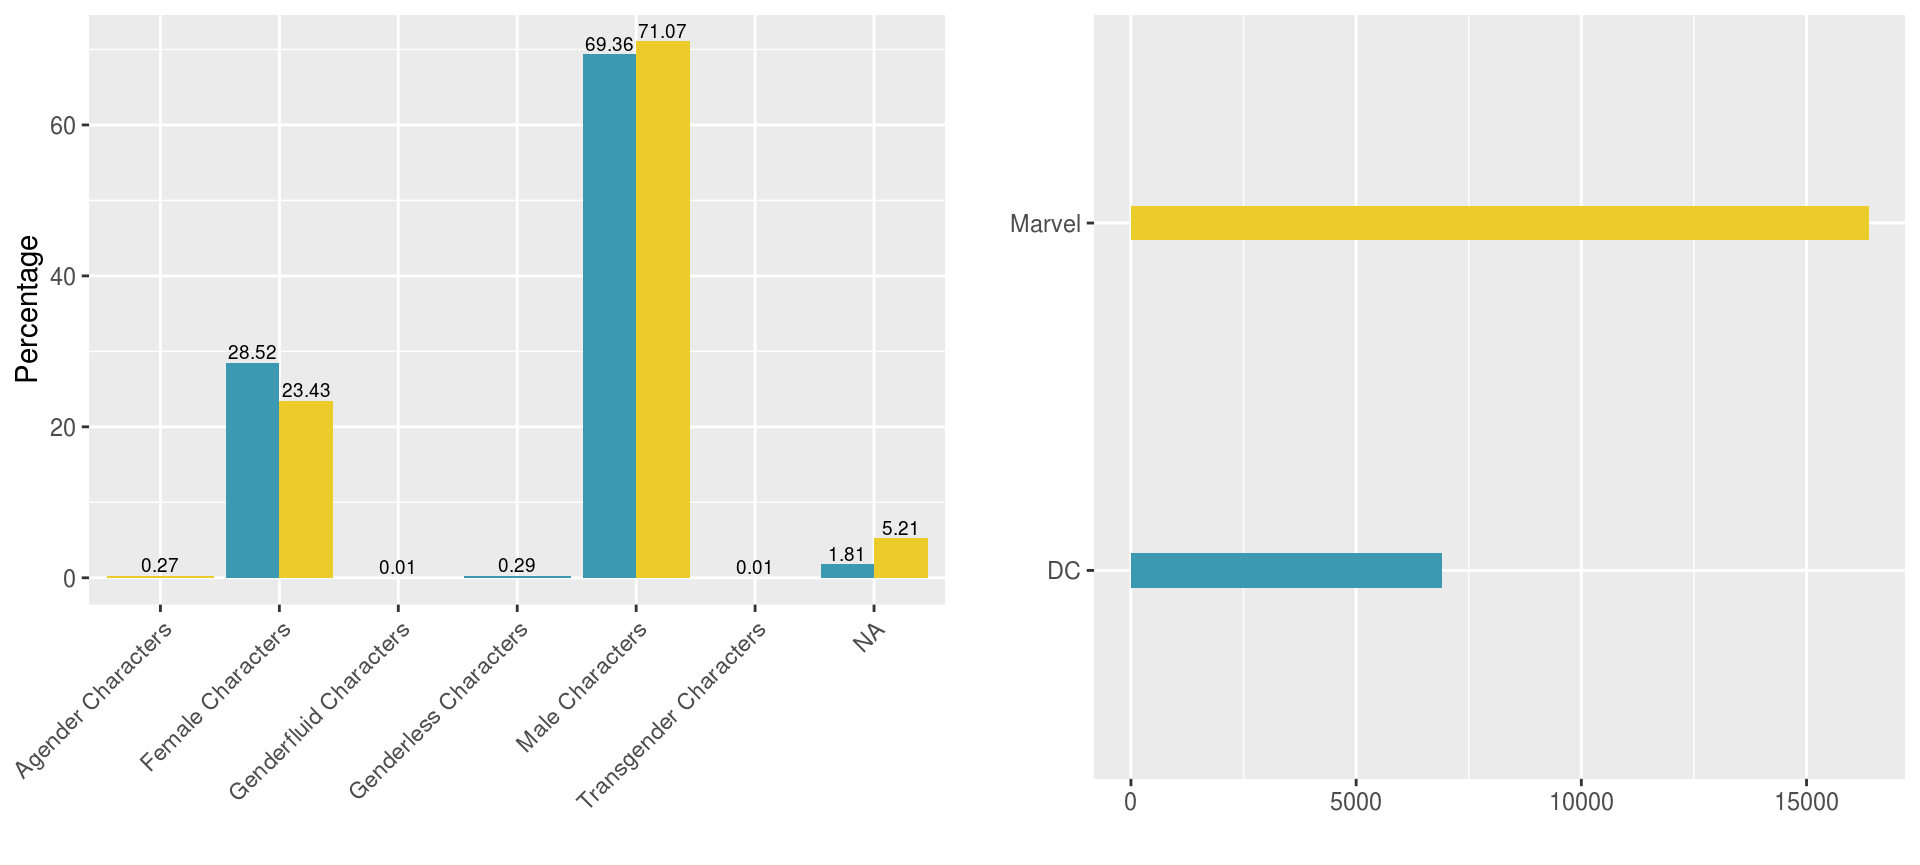 Percentage
60
40
20
0
0.27
28.52
23.43
0.01
0.29
69.36
71.07
0.01
1.81
5.21
Agender Characters
Female Characters
Genderfluid Characters
Genderless Characters
Male Characters
Transgender Characters
NA
Marvel
DC
0
5000
10000
15000